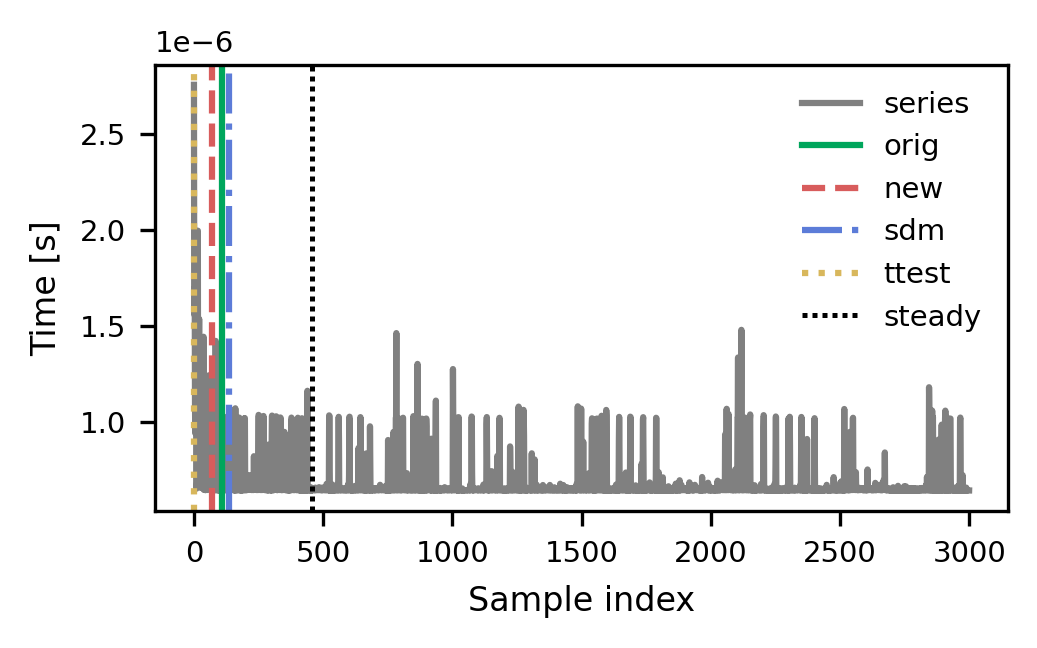 1e−6
Time [s]
2.5
2.0
1.5
1.0
series
orig
new
sdm
ttest
steady
0 500 1000 1500 2000 2500 3000
Sample index